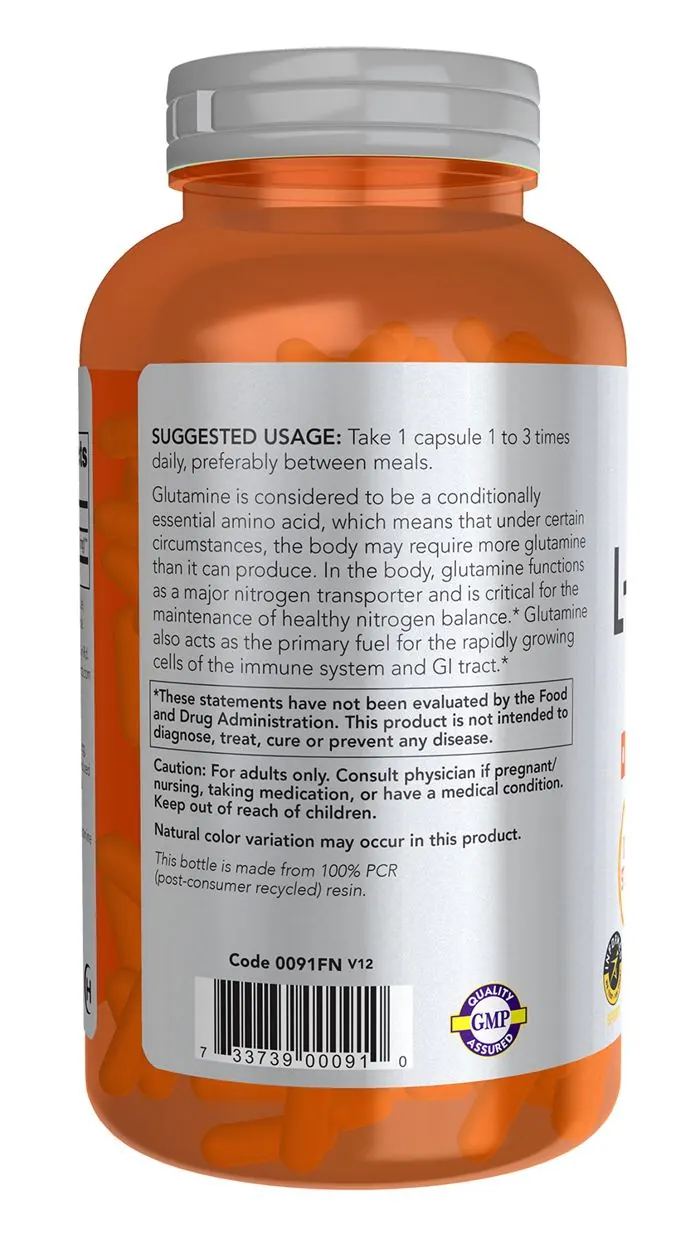 SUGGESTED USAGE: Take 1 capsule 1 to 3 times
daily, preferably between meals.
Glutamine is considered to be a conditionally
essential amino acid, which means that under certain
circumstances, the body may require more glutamine
than it can produce. In the body, glutamine functions
as a major nitrogen transporter and is critical for the
maintenance of healthy nitrogen balance.* Glutamine
also acts as the primary fuel for the rapidly growing
cells of the immune system and GI tract.*
*These statements have not been evaluated by the Food
and Drug Administration. This product is not intended to
diagnose, treat, cure or prevent any disease.
Caution: For adults only. Consult physician if pregnant/
nursing, taking medication, or have a medical condition.
Keep out of reach of children.
Natural color variation may occur in this product.
This bottle is made from 100% PCR
(post-consumer recycled) resin.
Code 0091FN V12
7 33739 00091 0
QUALITY
GMP
ASSURED
L-